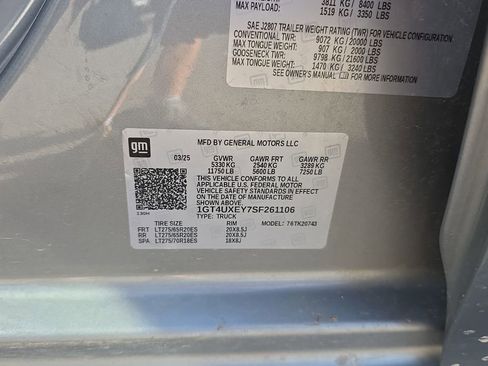 3811 KG / 8400 LBS
MAX PAYLOAD: 1519 KG / 3350 LBS
SAE J2807 TRAILER WEIGHT RATING (TWR) FOR VEHICLE CONFIGURATION
CONVENTIONAL TWR: 9072 KG/20000 LBS
MAX TONGUE WEIGHT: 907 KG / 2000 LBS
GOOSENECK TWR: 9798 KG/21600 LBS
MAX TONGUE WEIGHT: 1470 KG / 3240 LBS
SEE OWNER'S MANUAL FOR MORE INFORMATION
gm
MFD BY GENERAL MOTORS LLC
03/25 GVWR GAWR FRT GAWR RR
5330 KG 2540 KG 3289 KG
11750 LB 5600 LB 7250 LB
THIS VEHICLE CONFORMS TO ALL
APPLICABLE U.S. FEDERAL MOTOR
VEHICLE SAFETY STANDARDS IN EFFECT
ON THE DATE OF MANUFACTURE SHOWN ABOVE.
1GT4UXEY7SF261106
TYPE: TRUCK
MODEL: 76TK20743
TIRE SIZE RIM
FRT LT275/65R20ES 20X8.5J
RR LT275/65R20ES 20X8.5J
SPA LT275/70R18ES 18X8J